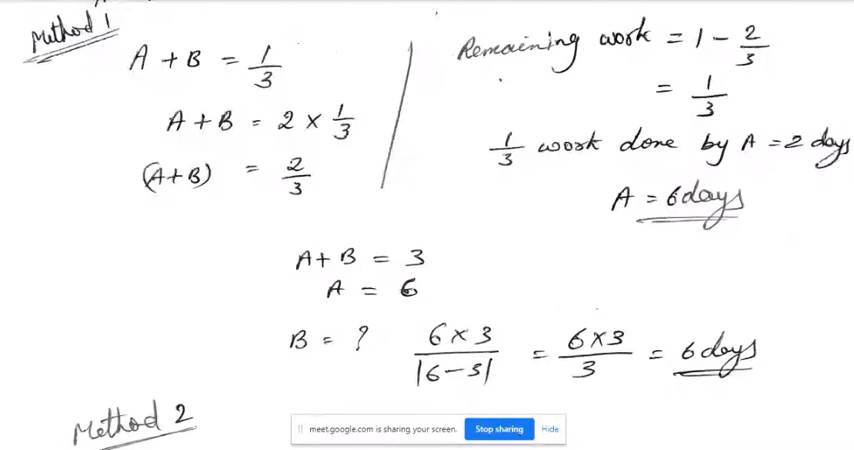 Method 1
A + B = 1/3
A + B = 2 × 1/3
(A+B) = 2/3
Remaining work = 1 - 2/3
= 1/3
1/3 work done by A = 2 days
A = 6 days
A + B = 3
A = 6
B = ? 6×3/|6-3| = 6×3/3 = 6 days
Method 2
meet.google.com is sharing your screen. Stop sharing Hide